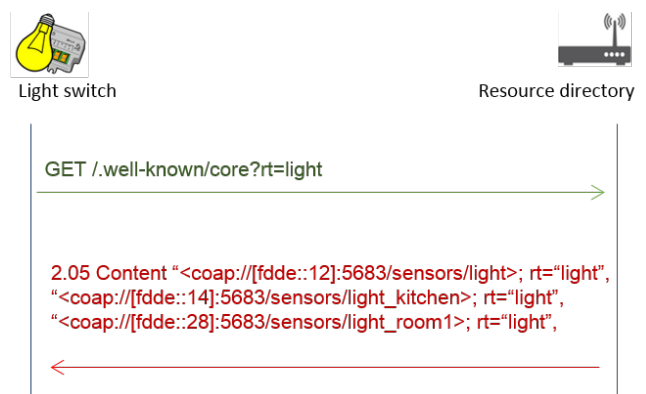 Light switch
Resource directory
GET /.well-known/core?rt=light
2.05 Content “<coap://[fdde::12]:5683/sensors/light>; rt=“light”,
“<coap://[fdde::14]:5683/sensors/light_kitchen>; rt=“light”,
“<coap://[fdde::28]:5683/sensors/light_room1>; rt=“light”,